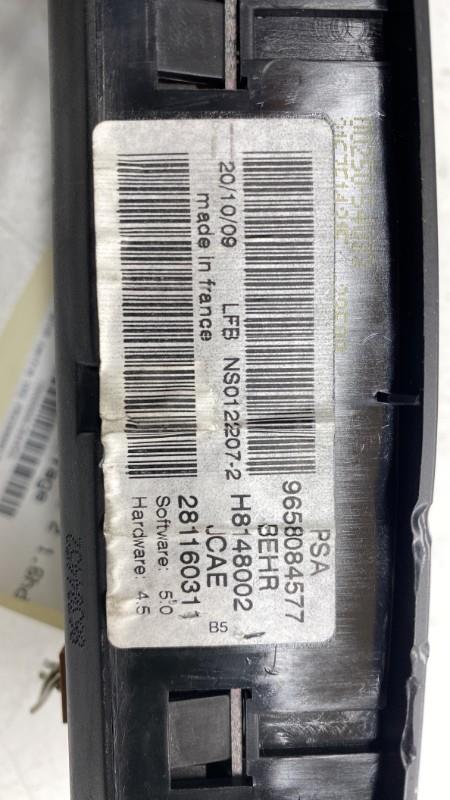 PSA
9658084577
BEHR
H8148002
JCAE
281160311
B5
Software: 5.0
Hardware: 4.5
20/10/09 LFB NS012207-2
made in france